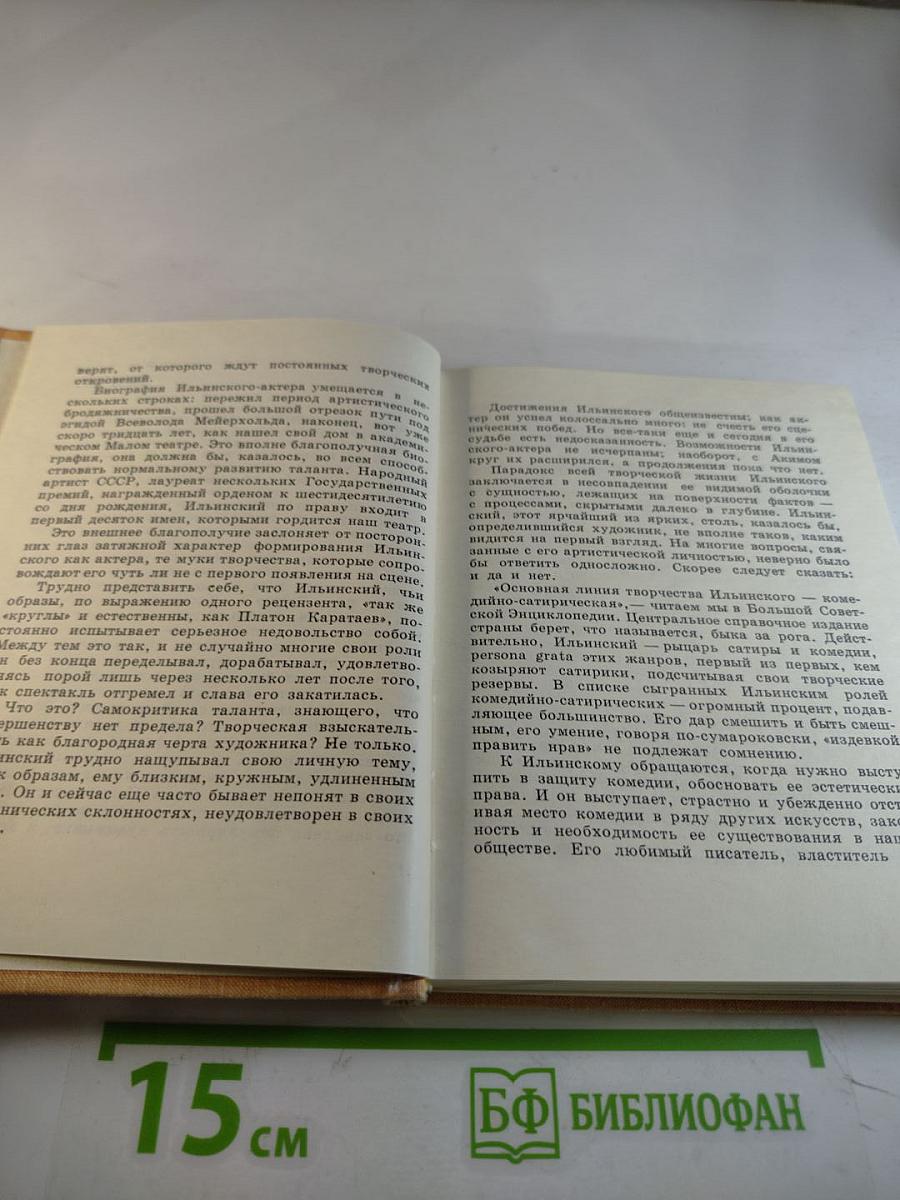 верят, от которого ждут постоянных творческих
откровений.
Биография Ильинского-актера умещается в не-
скольких строках: пережил период артистического
бродяжничества, прошел большой отрезок пути под
эгидой Всеволода Мейерхольда, наконец, вот уже
скоро тридцать лет, как нашел свой дом в академи-
ческом Малом театре. Это вполне благополучная био-
графия, она должна бы, казалось, во всем способ-
ствовать нормальному развитию таланта. Народный
артист СССР, лауреат нескольких Государственных
премий, награжденный орденом к шестидесятилетию
со дня рождения, Ильинский по праву входит в
первый десяток имен, которыми гордится наш театр.
Это внешнее благополучие заслоняет от посторон-
них глаз затяжной характер формирования Ильин-
ского как актера, те муки творчества, которые сопро-
вождают его чуть ли не с первого появления на сцене.
Трудно представить себе, что Ильинский, чьи
образы, по выражению одного рецензента, «так же
«круглы» и естественны, как Платон Каратаев», по-
стоянно испытывает серьезное недовольство собой.
Между тем это так, и не случайно многие свои роли
н без конца переделывал, дорабатывал, удовлетво-
нясь порой лишь через несколько лет после того,
к спектакль отгремел и слава его закатилась.
Что это? Самокритика таланта, знающего, что
ершенству нет предела? Творческая взыскатель-
ь как благородная черта художника? Не только.
инский трудно нащупывал свою личную тему,
к образам, ему близким, кружным, удлиненным
. Он и сейчас еще часто бывает непонят в своих
нических склонностях, неудовлетворен в своих
.
Достижения Ильинского общеизвестны; как ак-
тер он успел колоссально много: не счесть его сце-
нических побед. Но все-таки еще и сегодня в его
судьбе есть недосказанность. Возможности Ильин-
ского-актера не исчерпаны; наоборот, с Акимом
круг их расширился, а продолжения пока что нет.
Парадокс всей творческой жизни Ильинского
заключается в несовпадении ее видимой оболочки
с сущностью, лежащих на поверхности фактов —
с процессами, скрытыми далеко в глубине. Ильин-
ский, этот ярчайший из ярких, столь, казалось бы,
определившийся художник, не вполне таков, каким
видится на первый взгляд. На многие вопросы, свя-
занные с его артистической личностью, неверно было
бы ответить односложно. Скорее следует сказать:
и да и нет.
«Основная линия творчества Ильинского — коме-
дийно-сатирическая»,— читаем мы в Большой Совет-
ской Энциклопедии. Центральное справочное издание
страны берет, что называется, быка за рога. Дейст-
вительно, Ильинский — рыцарь сатиры и комедии,
persona grata этих жанров, первый из первых, кем
козыряют сатирики, подсчитывая свои творческие
резервы. В списке сыгранных Ильинским ролей
комедийно-сатирических — огромный процент, подав-
ляющее большинство. Его дар смешить и быть смеш-
ным, его умение, говоря по-сумароковски, «издевкой
править нрав» не подлежат сомнению.
К Ильинскому обращаются, когда нужно высту
пить в защиту комедии, обосновать ее эстетически
права. И он выступает, страстно и убежденно отст
ивая место комедии в ряду других искусств, зако
ность и необходимость ее существования в наш
обществе. Его любимый писатель, властитель
15 см
БФ БИБЛИОФАН